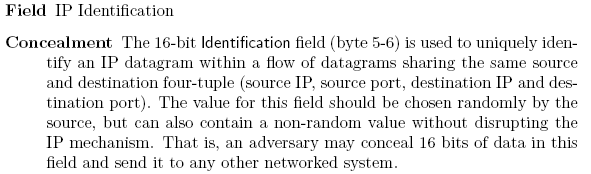 Field IP Identification
Concealment The 16-bit Identification field (byte 5-6) is used to uniquely iden-
tify an IP datagram within a flow of datagrams sharing the same source
and destination four-tuple (source IP, source port, destination IP and des-
tination port). The value for this field should be chosen randomly by the
source, but can also contain a non-random value without disrupting the
IP mechanism. That is, an adversary may conceal 16 bits of data in this
field and send it to any other networked system.